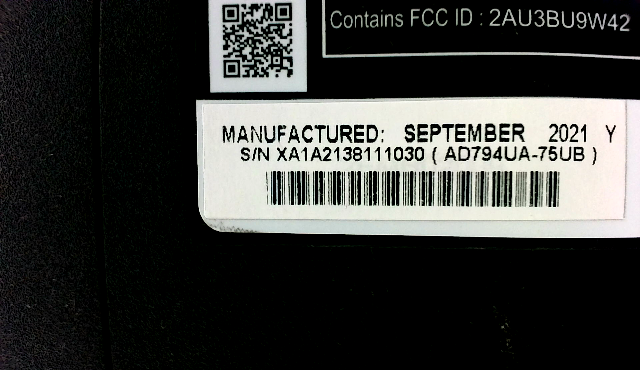 Contains FCC ID : 2AU3BU9W42
MANUFACTURED: SEPTEMBER 2021 Y
S/N XA1A2138111030 ( AD794UA-75UB )